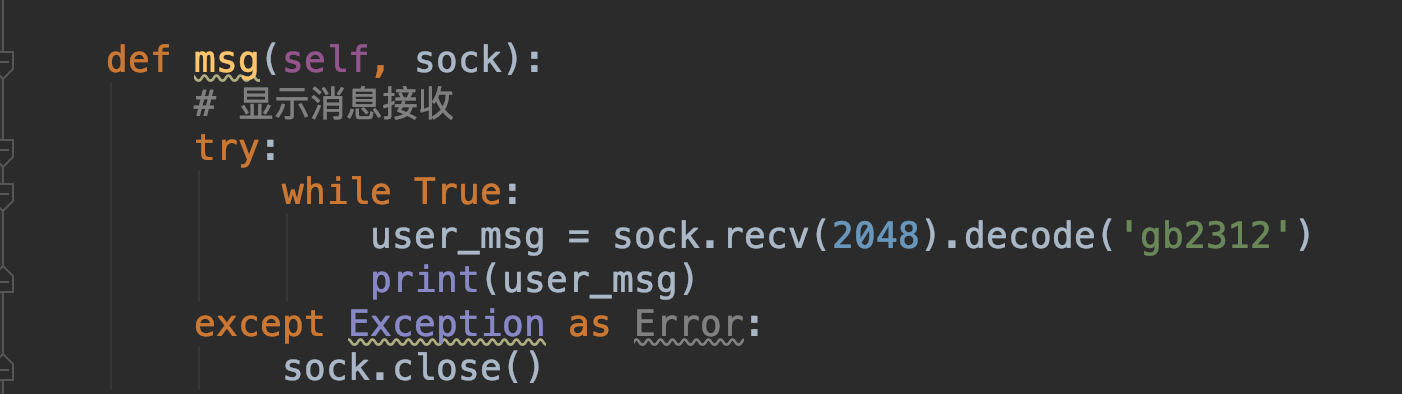 def msg(self, sock):
# 显示消息接收
try:
while True:
user_msg = sock.recv(2048).decode('gb2312')
print(user_msg)
except Exception as Error:
sock.close()